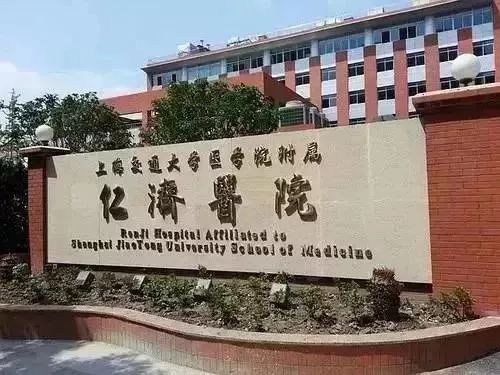 上海交通大学医学院附属
仁濟醫院
RenJi Hospital Affiliated to
Shanghai JiaoTong University School of Medicine